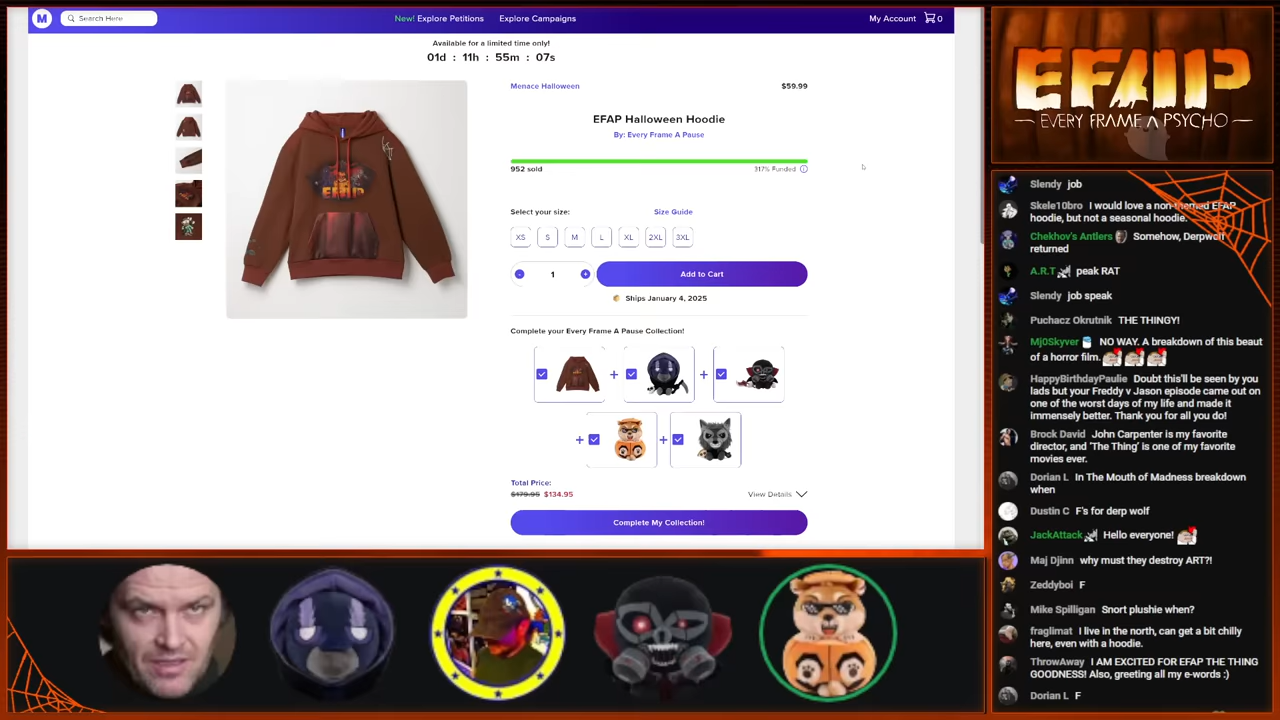 M
Search Here
New! Explore Petitions
Explore Campaigns
My Account
0
Available for a limited time only!
01d : 11h : 55m : 07s
Menace Halloween
$59.99
EFAP Halloween Hoodie
By: Every Frame A Pause
952 sold
317% Funded
Select your size:
Size Guide
XS
S
M
L
XL
2XL
3XL
-
1
+
Add to Cart
Ships January 4, 2025
Complete your Every Frame A Pause Collection!
+
+
+
+
Total Price:
$179.95 $134.95
View Details
Complete My Collection!
EFAP
EFAP
EVERY FRAME A PSYCHO
Slendy job
Skele10bro I would love a non-themed EFAP
hoodie, but not a seasonal hoodie.
Chekhov's Antlers Somehow, Derpwolf
returned
A.R.T peak RAT
Slendy job speak
Puchacz Okrutnik THE THINGY!
Mj0Skyver NO WAY. A breakdown of this beaut
of a horror film.
HappyBirthdayPaulie Doubt this'll be seen by you
lads but your Freddy v Jason episode came out on
one of the worst days of my life and made it
immensely better. Thank you for all you do!
Brock David John Carpenter is my favorite
director, and 'The Thing' is one of my favorite
movies ever.
Dorian L In The Mouth of Madness breakdown
when
Dustin C F's for derp wolf
JackAttack Hello everyone!
Maj Djinn why must they destroy ART?!
Zeddyboi F
Mike Spilligan Snort plushie when?
fraglimat I live in the north, can get a bit chilly
here, even with a hoodie.
ThrowAway I AM EXCITED FOR EFAP THE THING
GOODNESS! Also, greeting all my e-words :)
Dorian L F